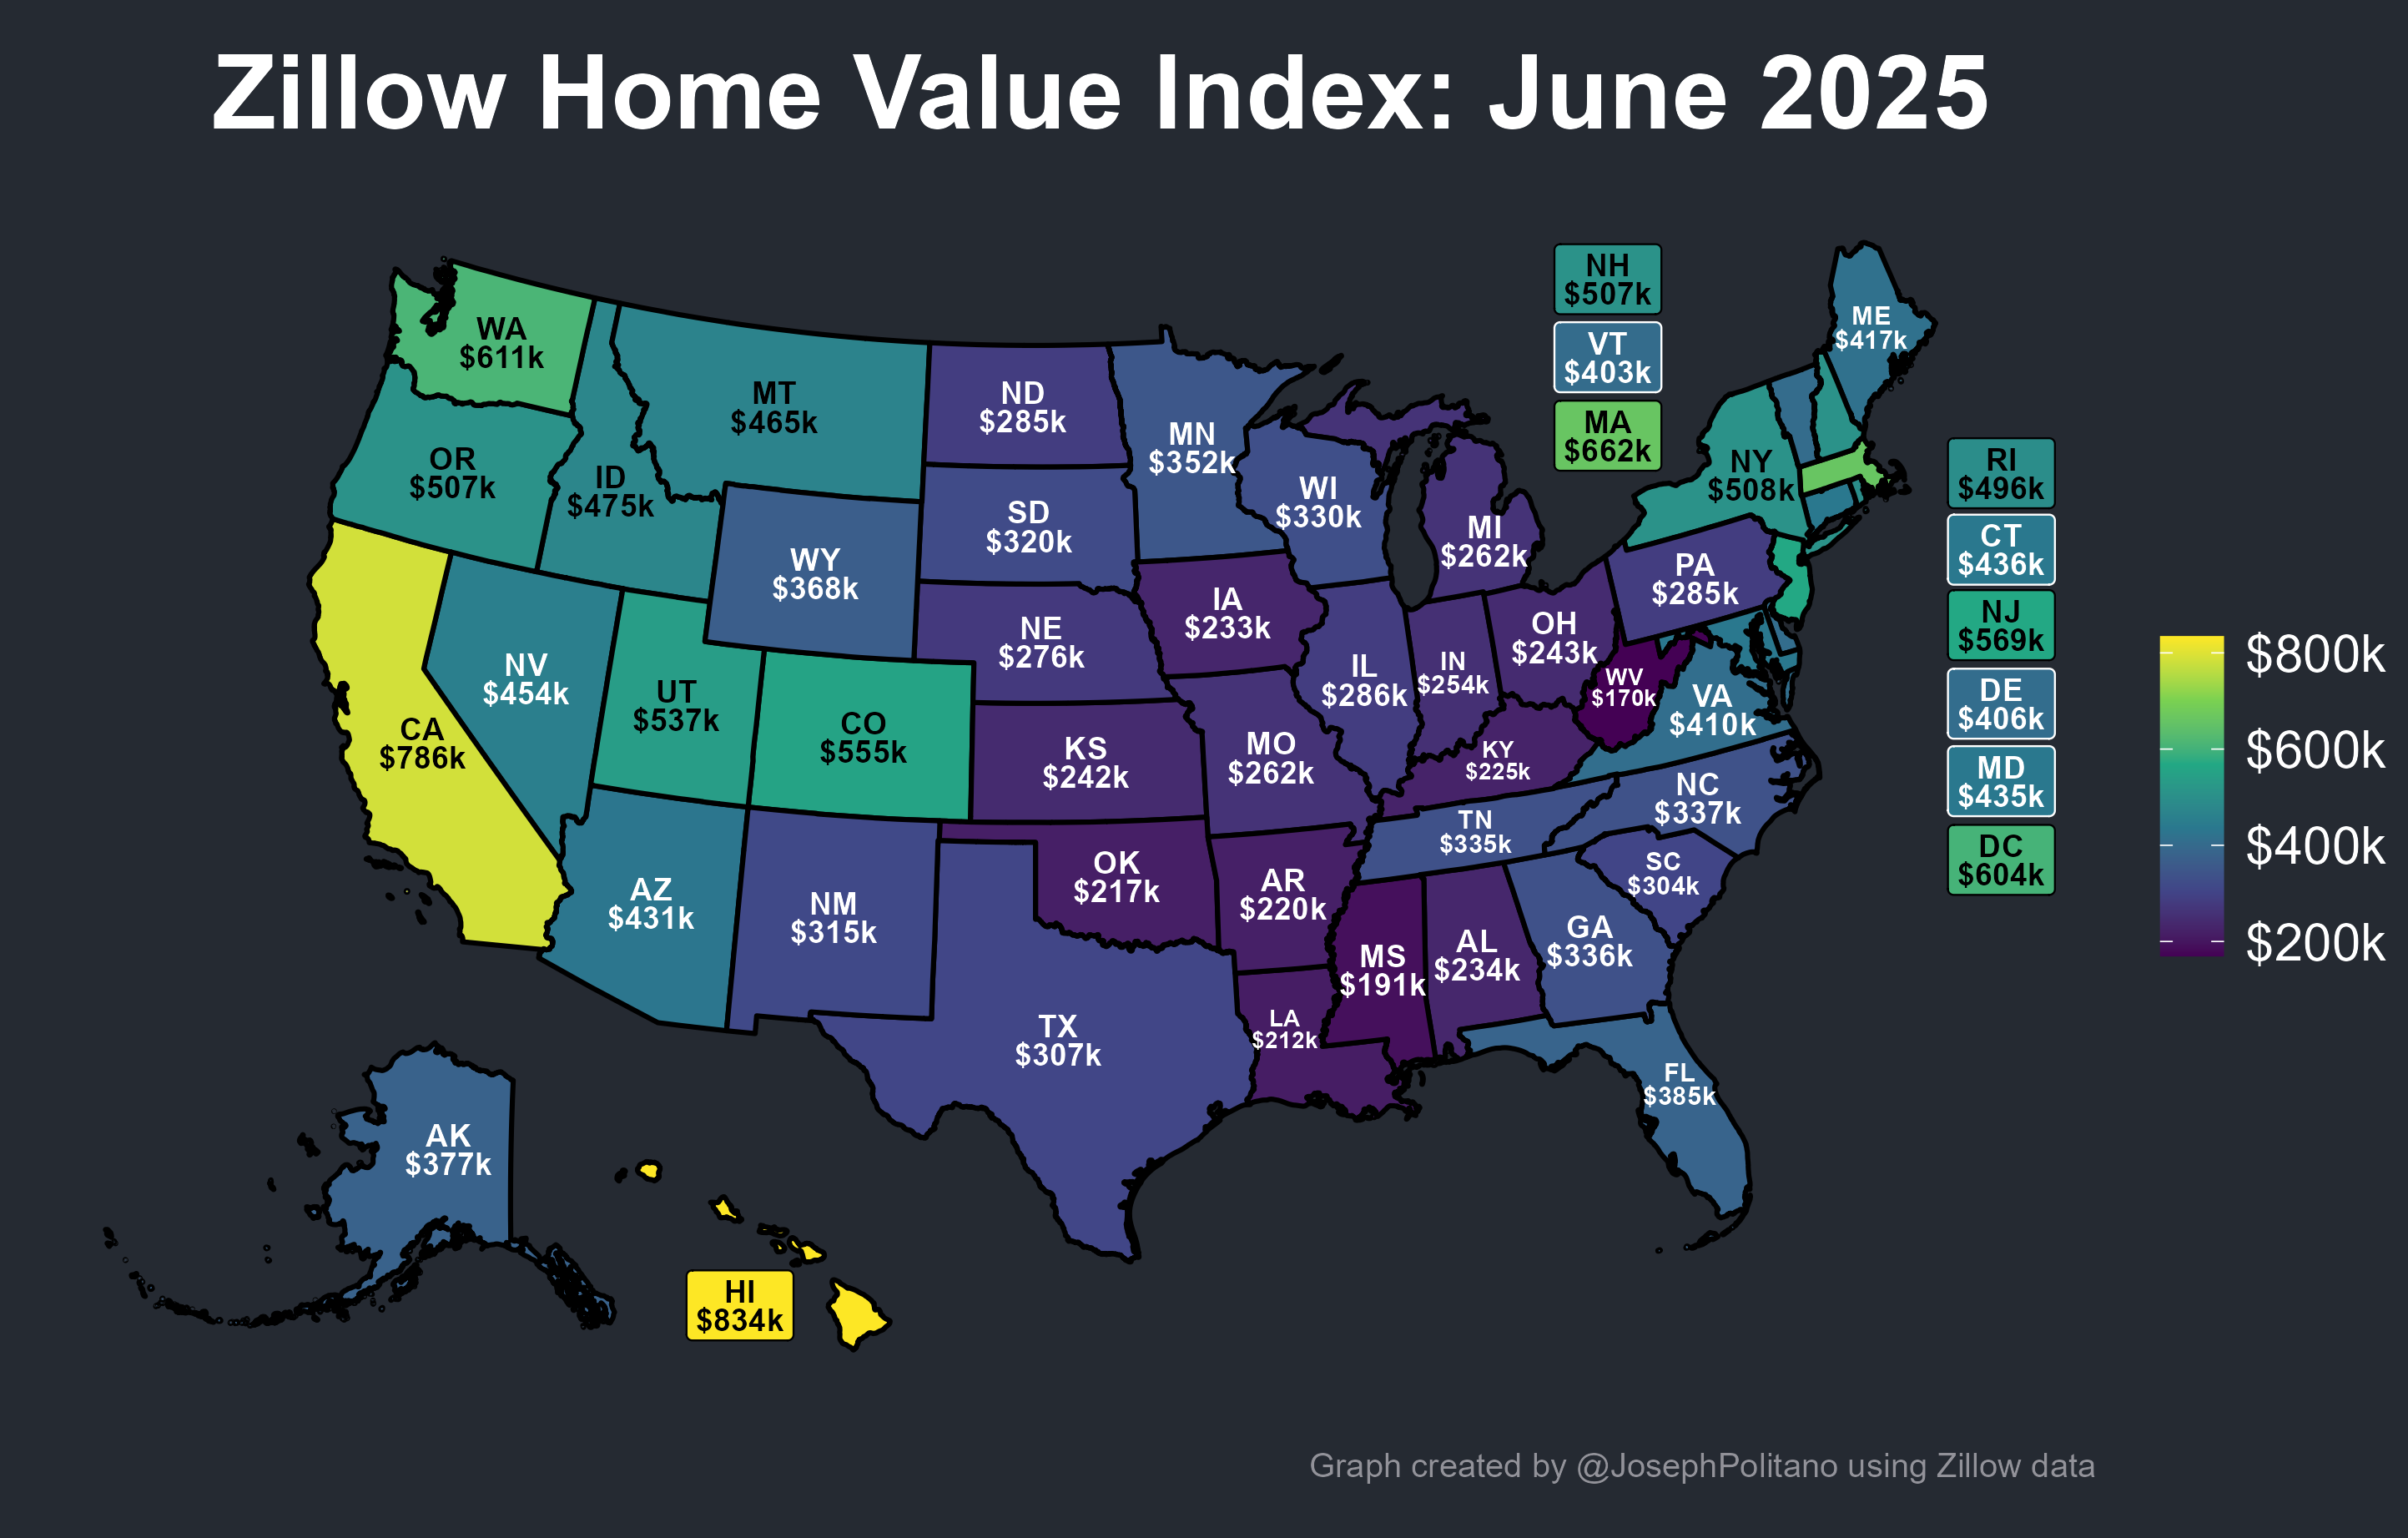 Zillow Home Value Index: June 2025
NH
$507k
VT
$403k
MA
$662k
ME
$417k
WA
$611k
MT
$465k
ND
$285k
MN
$352k
OR
$507k
ID
$475k
SD
$320k
WI
$330k
MI
$262k
NY
$508k
RI
$496k
CT
$436k
NJ
$569k
DE
$406k
MD
$435k
DC
$604k
WY
$368k
IA
$233k
NE
$276k
PA
$285k
OH
$243k
IN
$254k
IL
$286k
WV
$170k
VA
$410k
NV
$454k
UT
$537k
CO
$555k
CA
$786k
KS
$242k
MO
$262k
KY
$225k
NC
$337k
TN
$335k
SC
$304k
AZ
$431k
NM
$315k
OK
$217k
AR
$220k
MS
$191k
AL
$234k
GA
$336k
LA
$212k
TX
$307k
FL
$385k
AK
$377k
HI
$834k
$800k
$600k
$400k
$200k
Graph created by @JosephPolitano using Zillow data